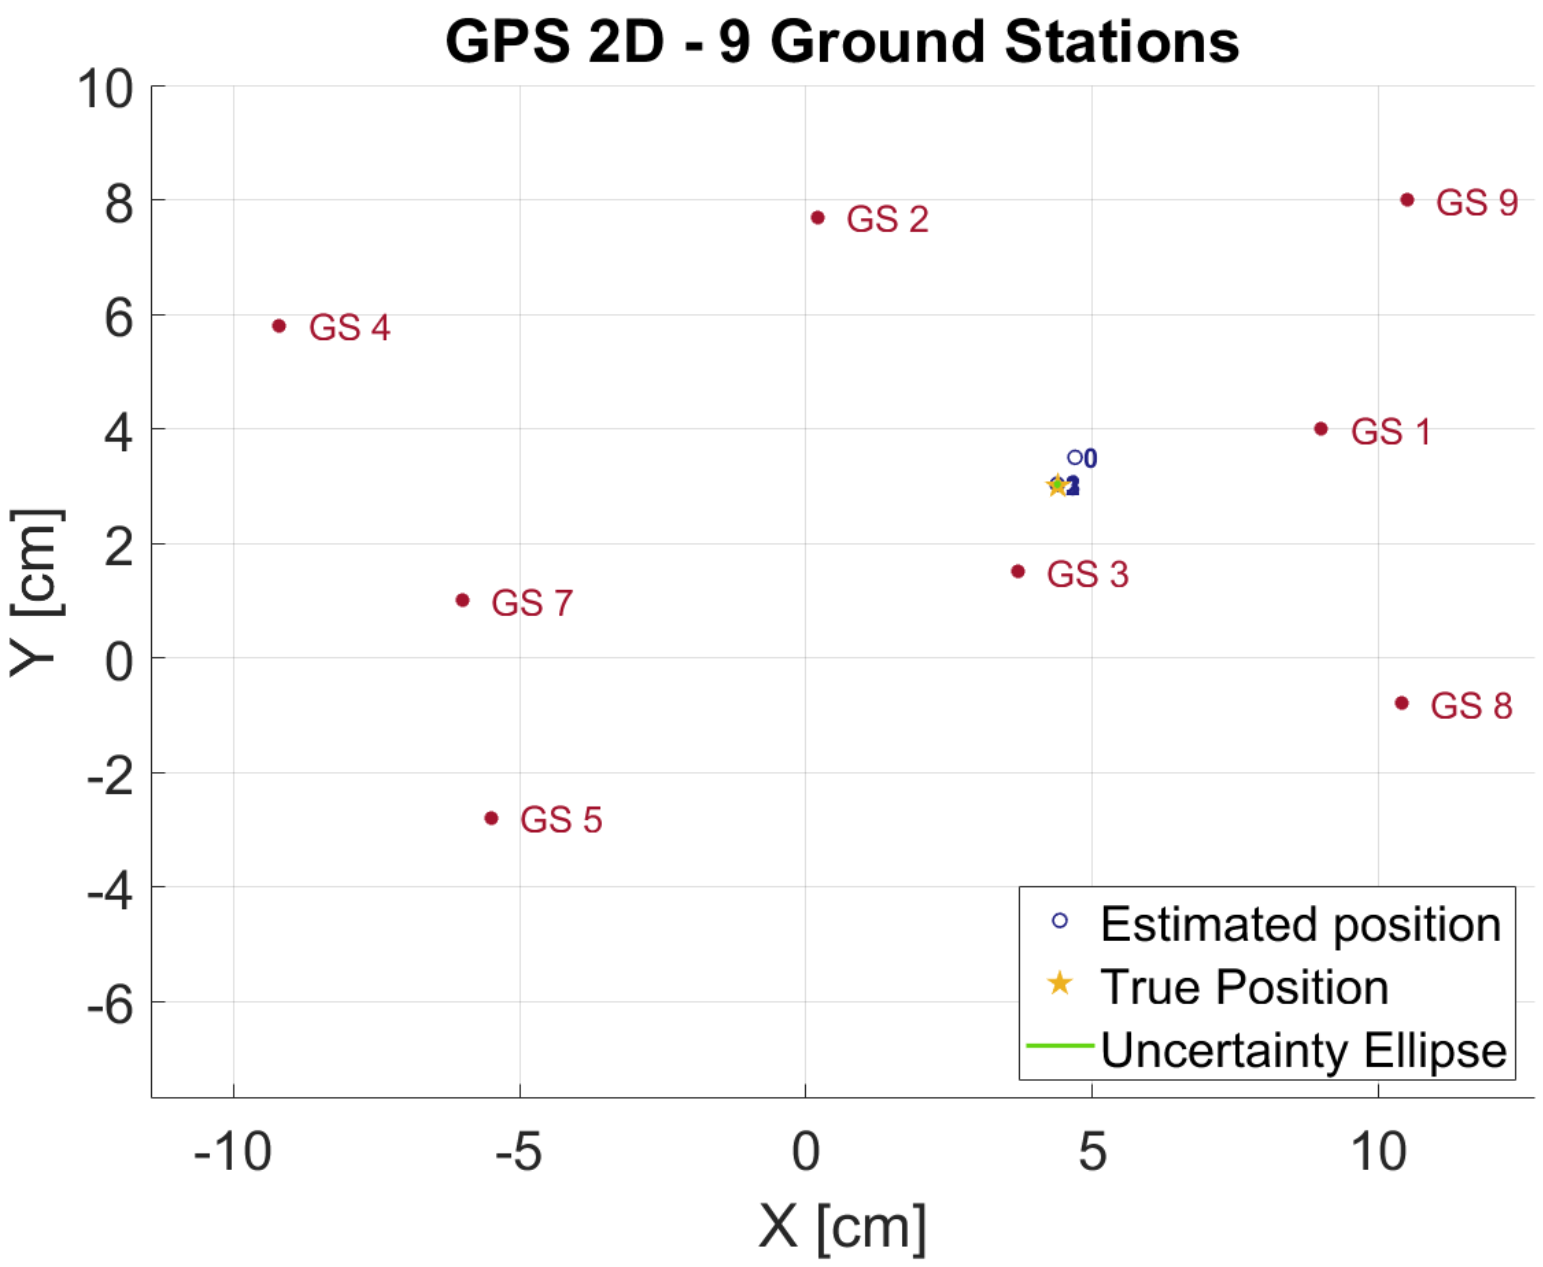 GPS 2D - 9 Ground Stations
10
8
6
4
2
0
-2
-4
-6
Y [cm]
GS 9
GS 2
GS 4
GS 1
0
GS 3
GS 7
GS 8
GS 5
Estimated position
True Position
Uncertainty Ellipse
-10
-5
0
5
10
X [cm]